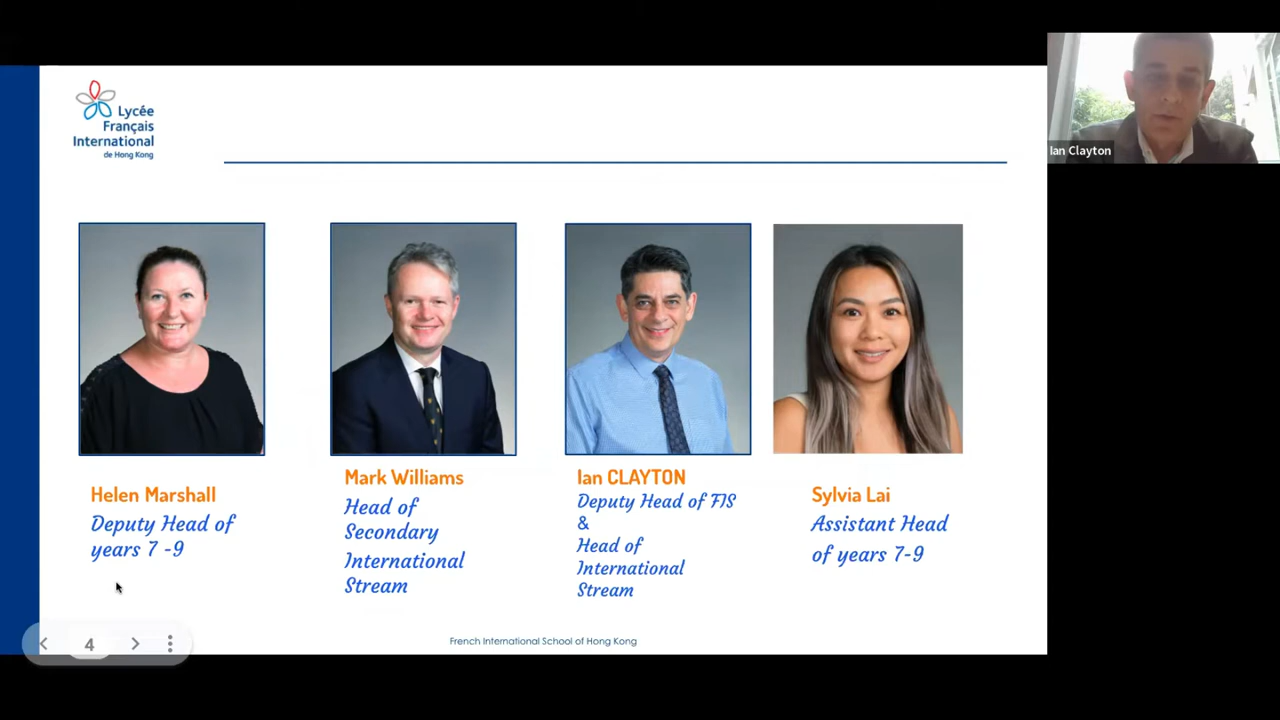 Lycée
Français
International
de Hong Kong
Ian Clayton
Helen Marshall
Deputy Head of
years 7 -9
Mark Williams
Head of
Secondary
International
Stream
Ian CLAYTON
Deputy Head of FIS
&
Head of
International
Stream
Sylvia Lai
Assistant Head
of years 7-9
4
French International School of Hong Kong